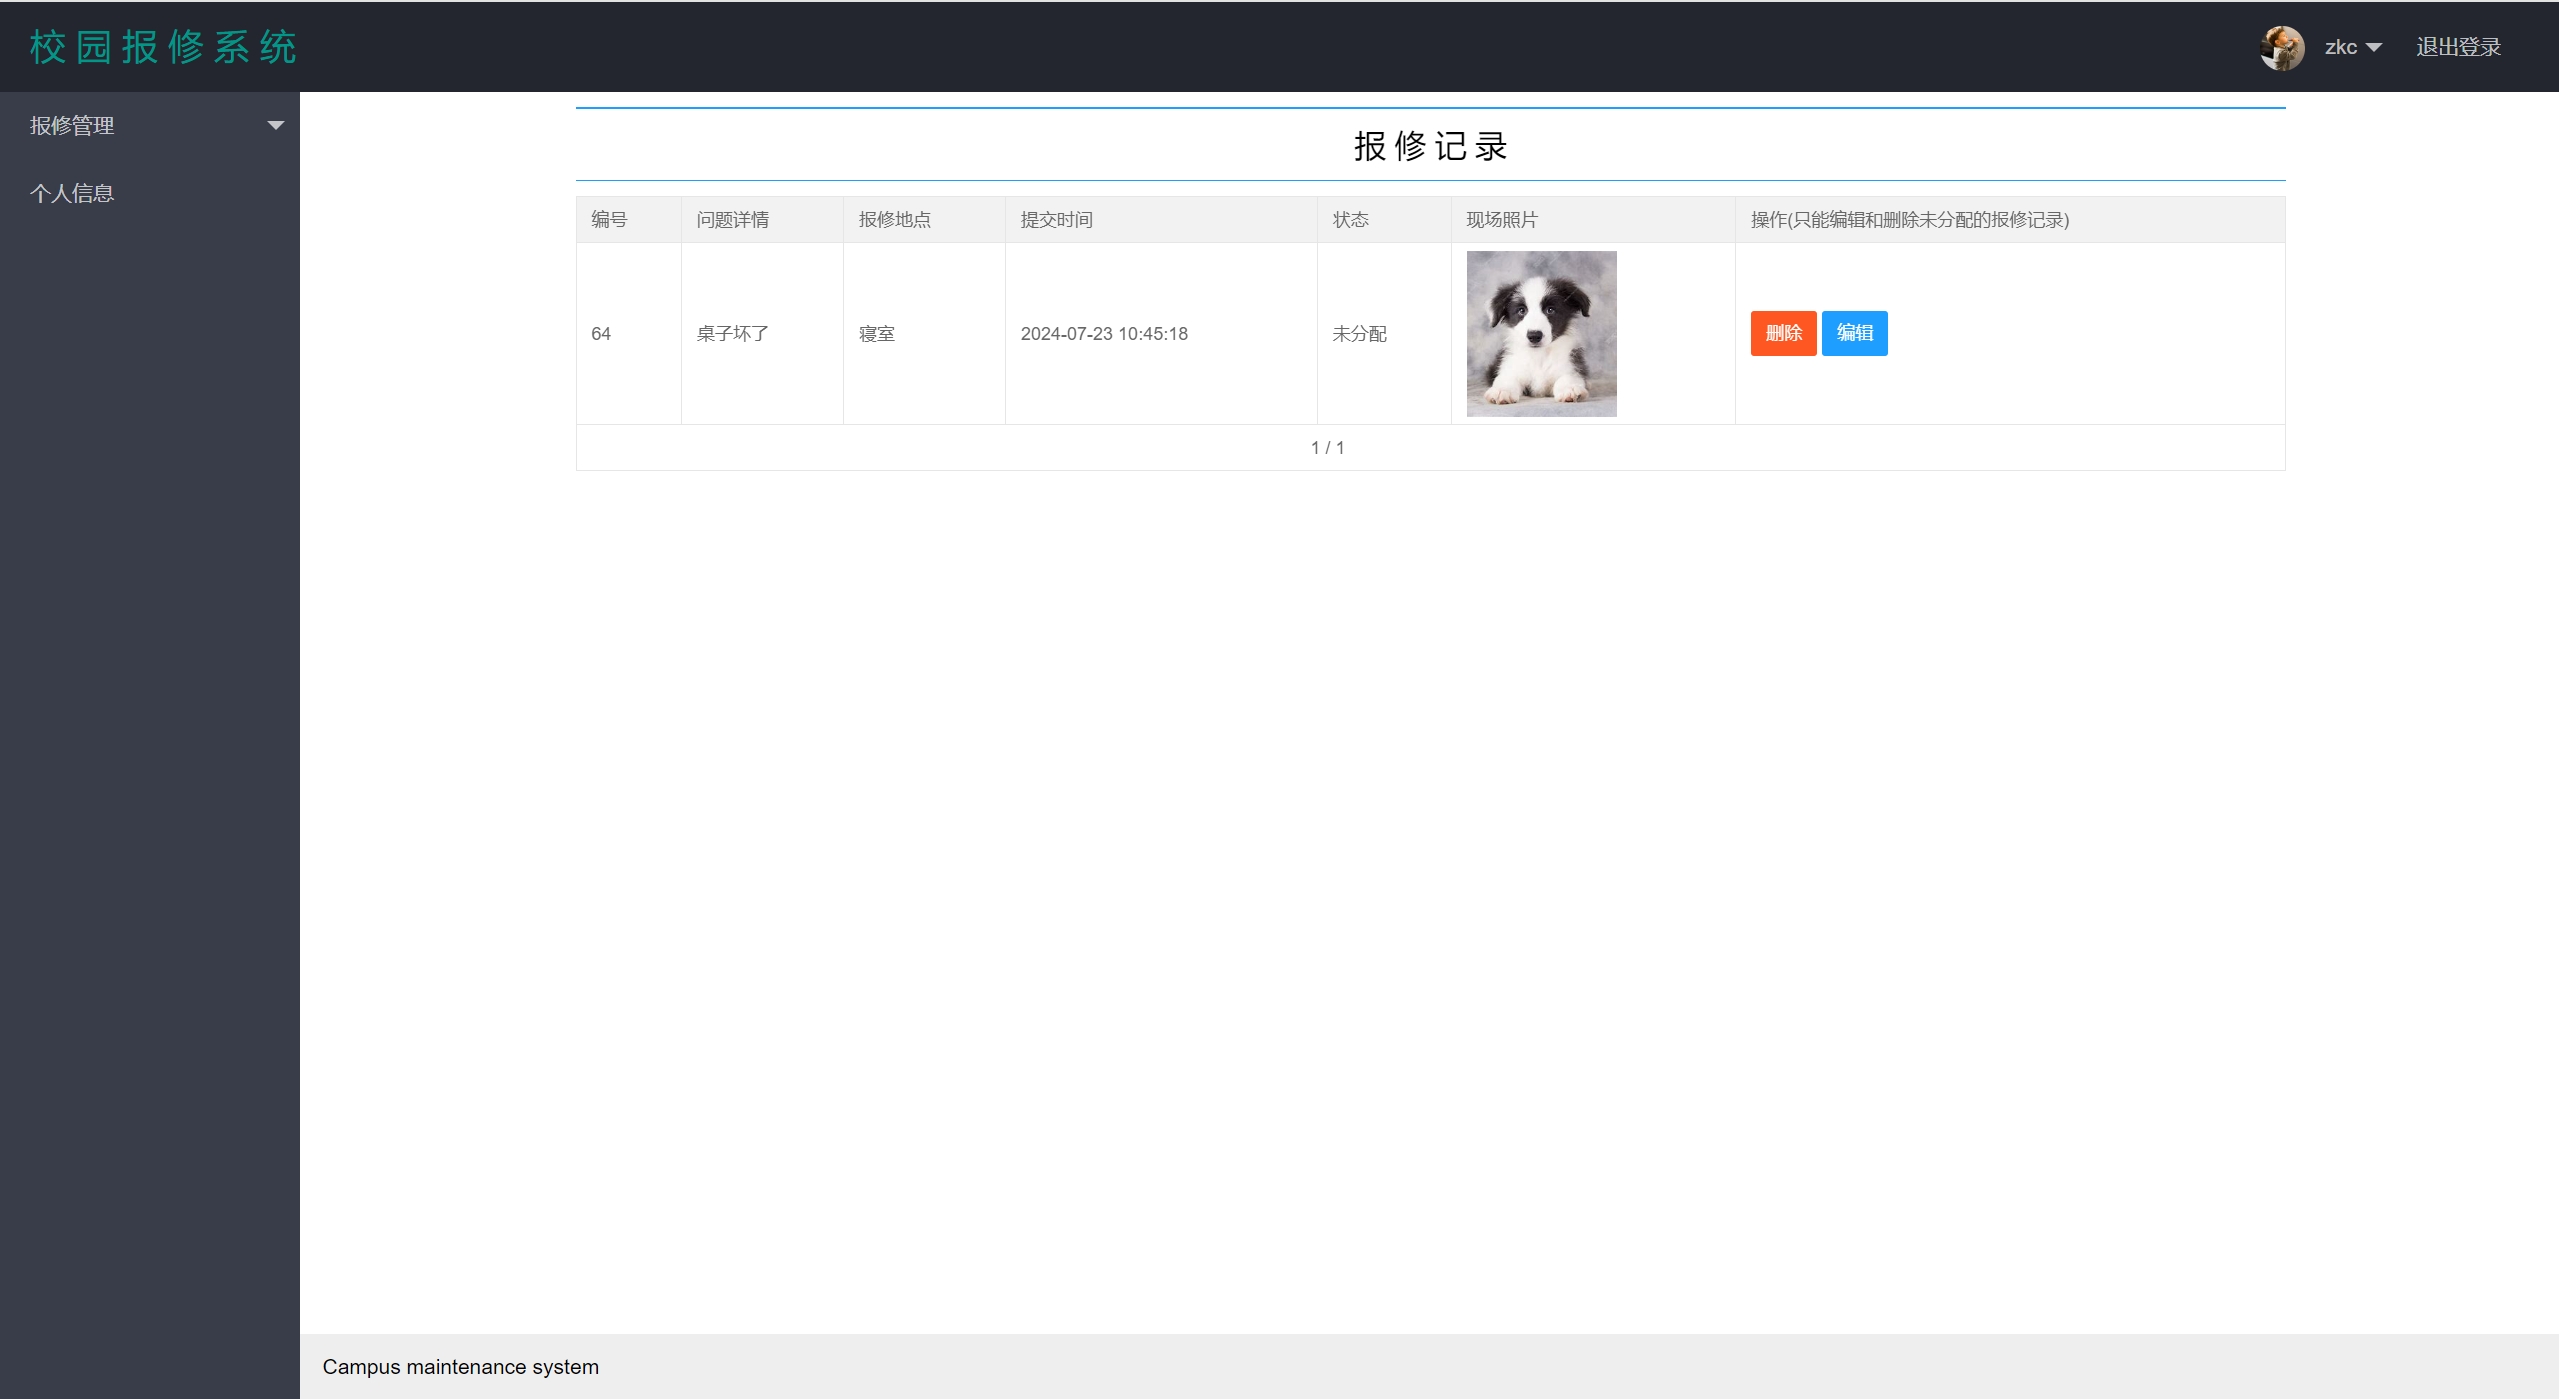 校园报修系统
zkc
退出登录
报修管理
个人信息
报修记录
编号 问题详情 报修地点 提交时间 状态 现场照片 操作(只能编辑和删除未分配的报修记录)
64 桌子坏了 寝室 2024-07-23 10:45:18 未分配 删除 编辑
1 / 1
Campus maintenance system